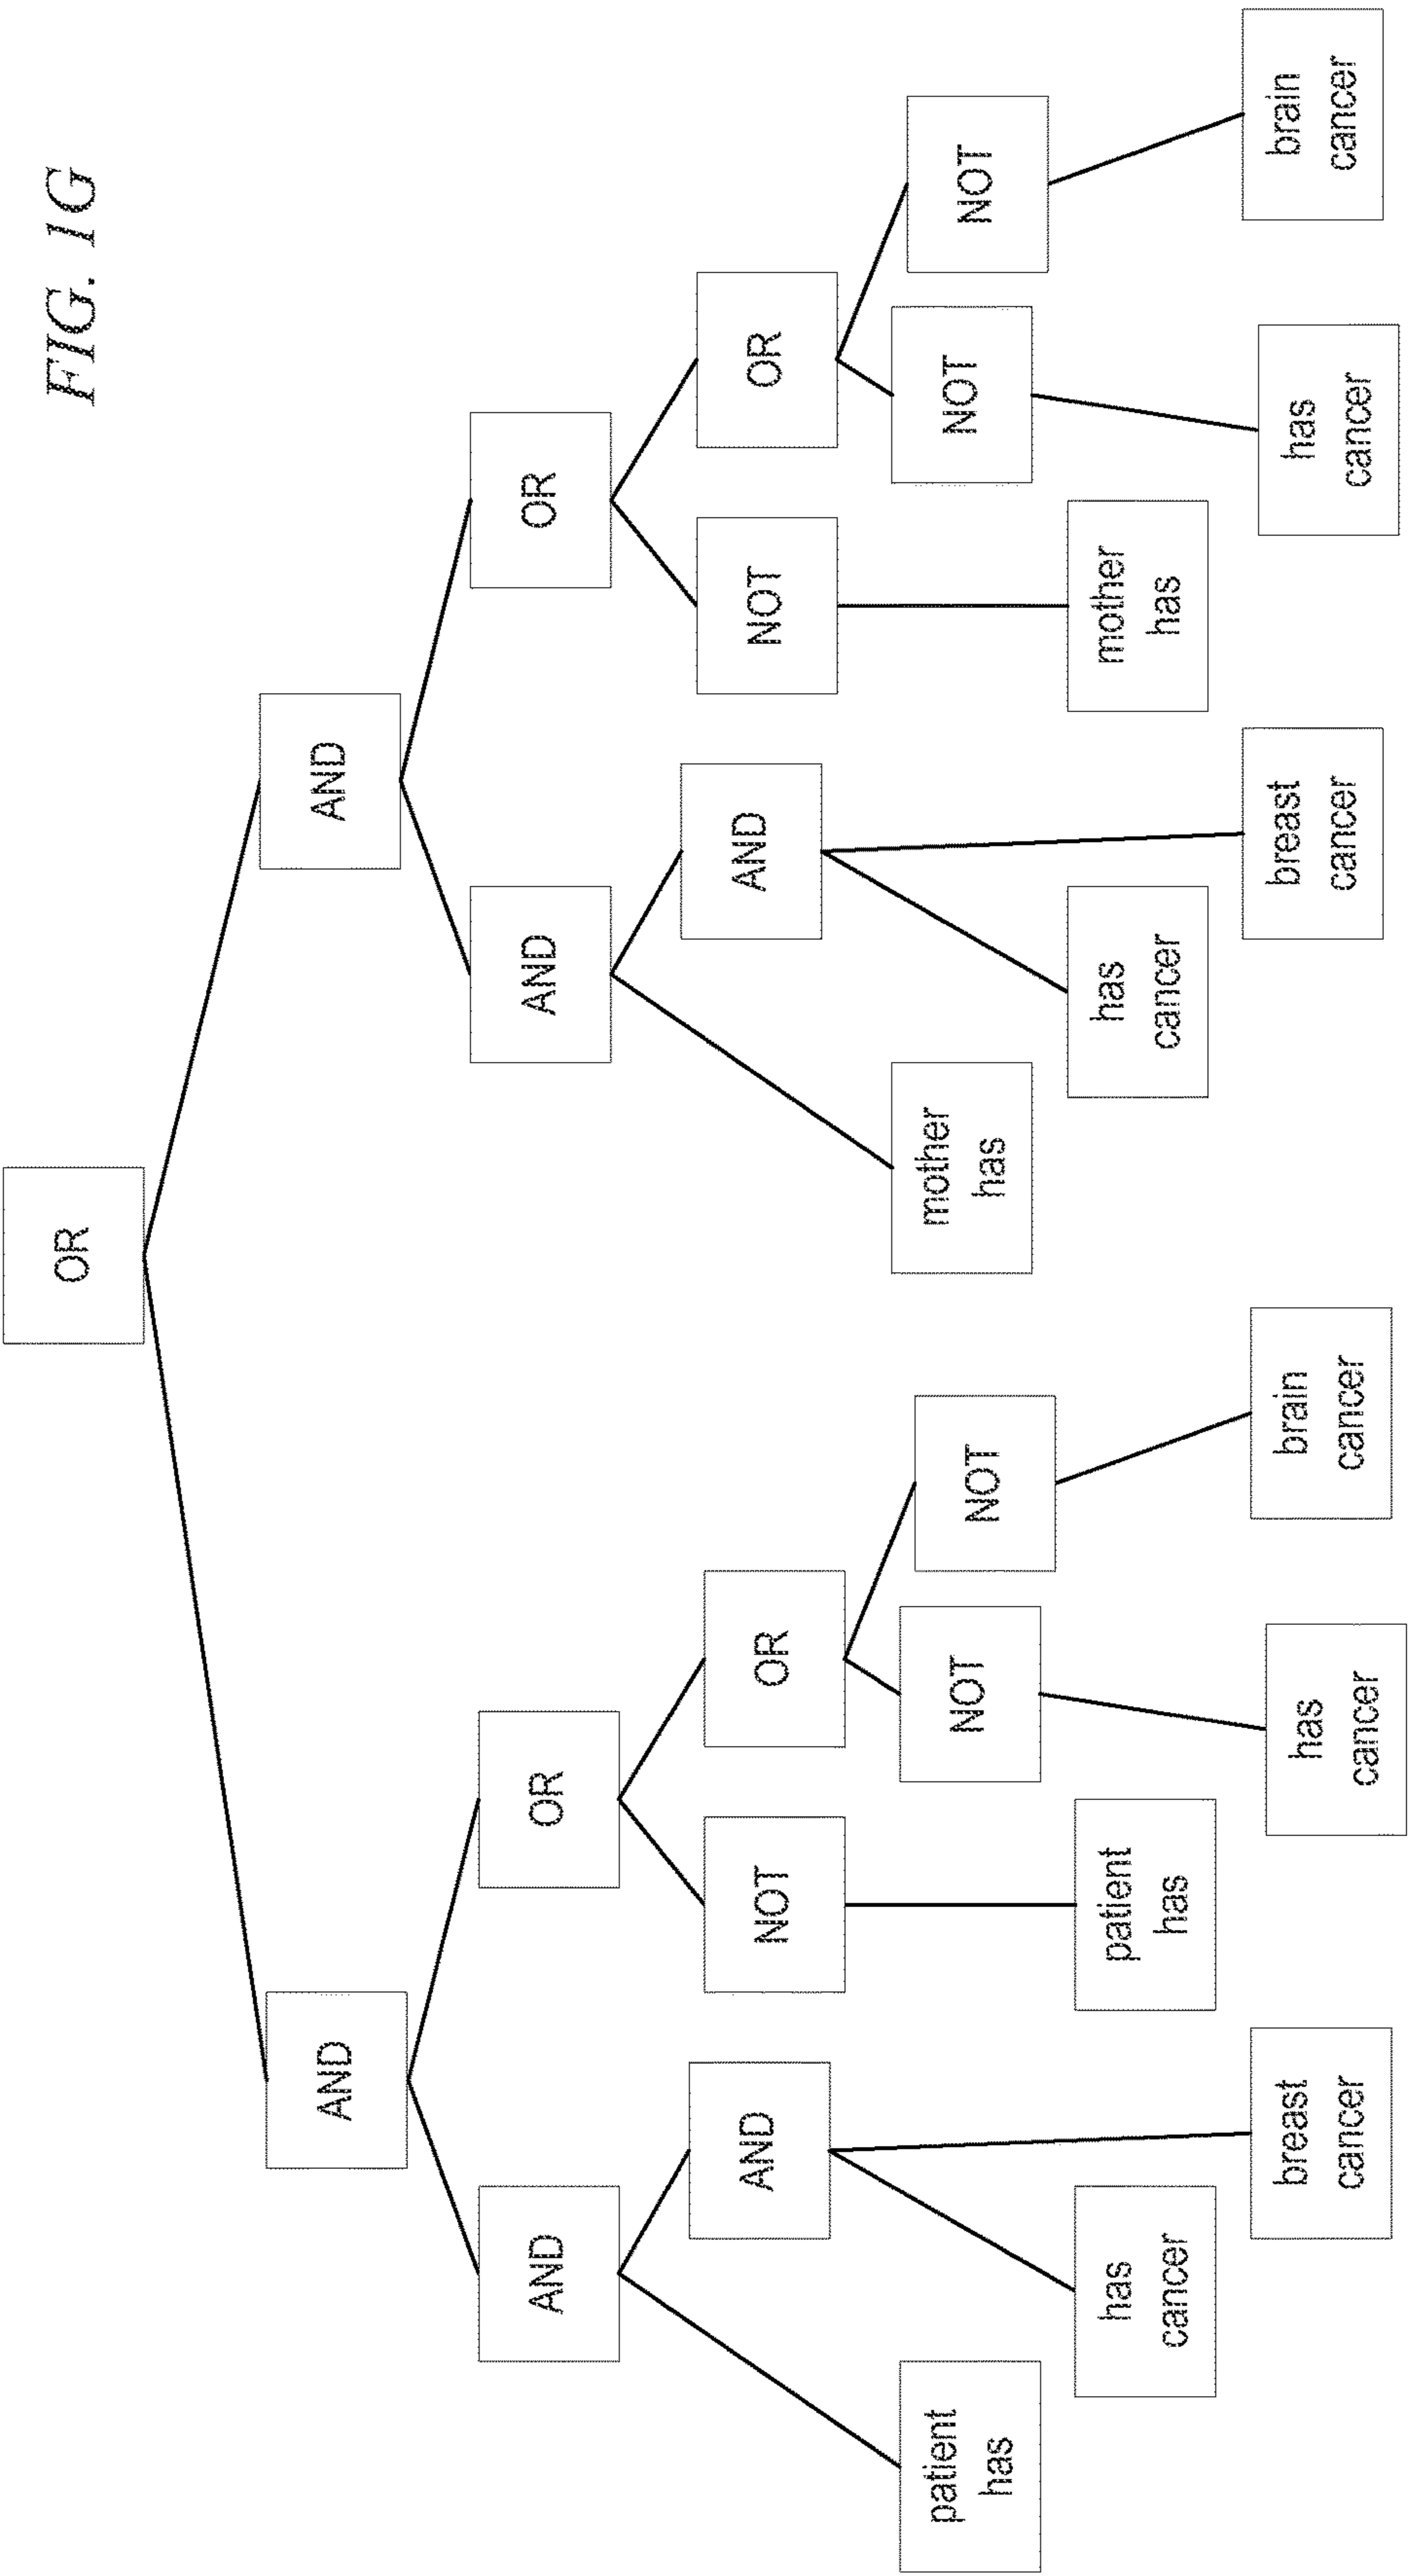 FIG. 1G
OR
AND
AND
AND
OR
AND
OR
AND
NOT
OR
AND
NOT
OR
patient
has
NOT
NOT
mother
has
NOT
NOT
has
cancer
patient
has
has
cancer
mother
has
breast
cancer
has
cancer
brain
cancer
breast
cancer
has
cancer
brain
cancer